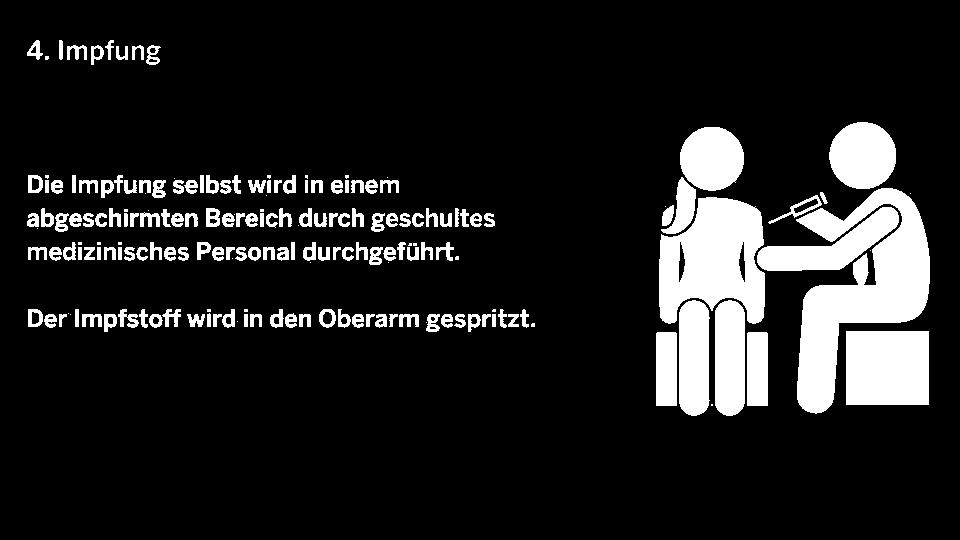 4. Impfung
Die Impfung selbst wird in einem
abgeschirmten Bereich durch geschultes
medizinisches Personal durchgeführt.
Der Impfstoff wird in den Oberarm gespritzt.